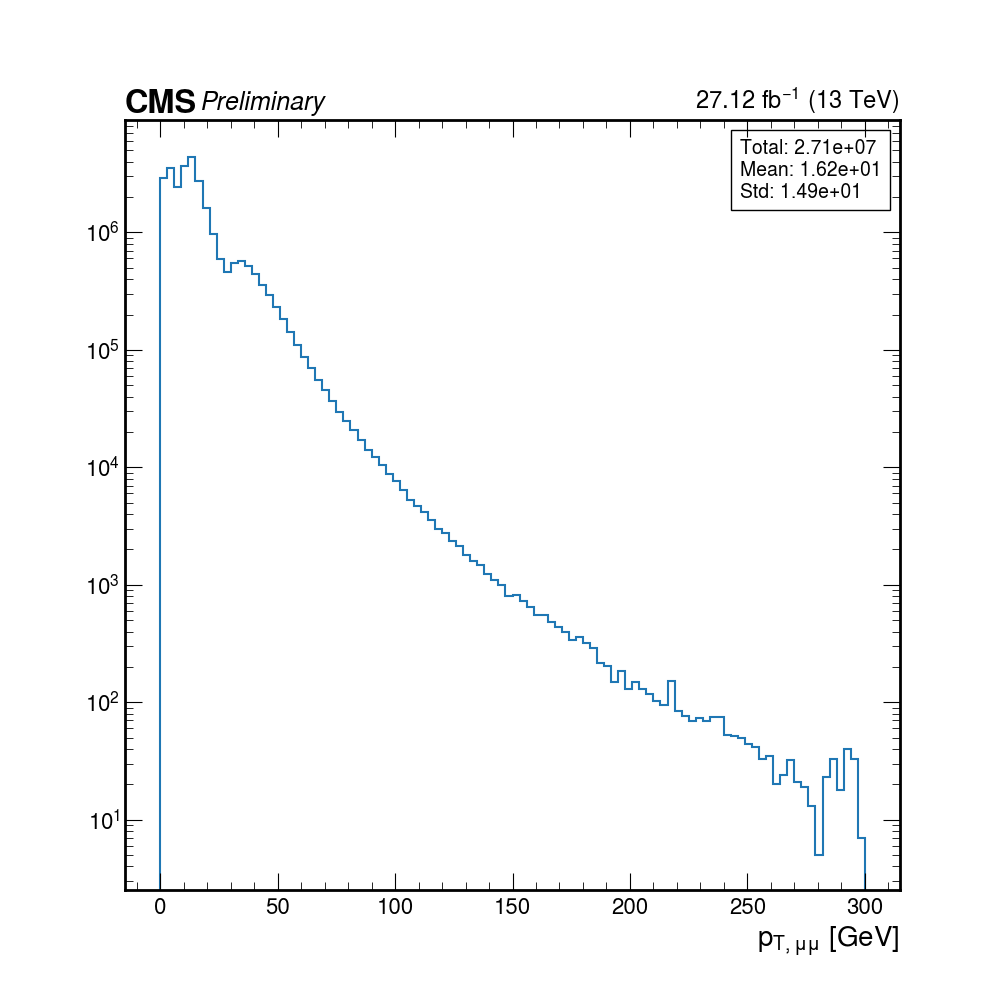 CMS Preliminary 27.12 fb⁻¹ (13 TeV)
Total: 2.71e+07
Mean: 1.62e+01
Std: 1.49e+01
10⁶
10⁵
10⁴
10³
10²
10¹
0 50 100 150 200 250 300
pT, μμ [GeV]